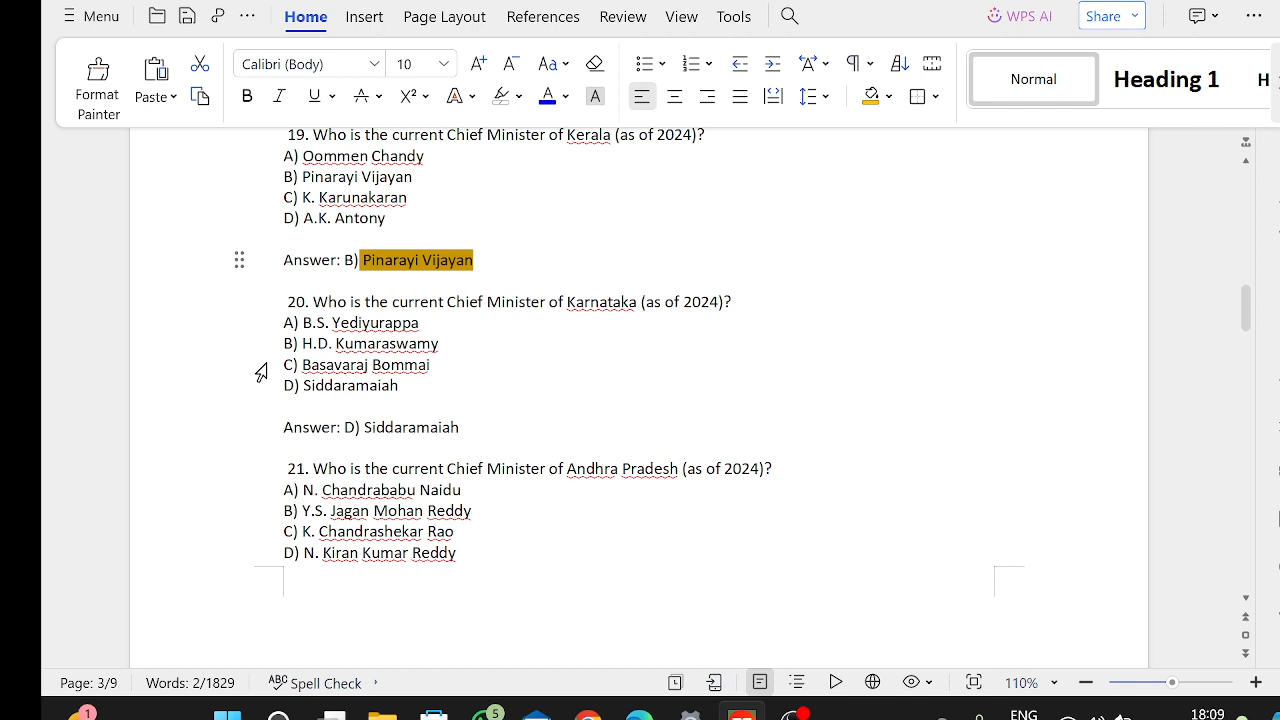 Menu Home Insert Page Layout References Review View Tools WPS AI Share
Format Painter Paste Calibri (Body) 10 Normal Heading 1 H
19. Who is the current Chief Minister of Kerala (as of 2024)?
A) Oommen Chandy
B) Pinarayi Vijayan
C) K. Karunakaran
D) A.K. Antony
Answer: B) Pinarayi Vijayan
20. Who is the current Chief Minister of Karnataka (as of 2024)?
A) B.S. Yediyurappa
B) H.D. Kumaraswamy
C) Basavaraj Bommai
D) Siddaramaiah
Answer: D) Siddaramaiah
21. Who is the current Chief Minister of Andhra Pradesh (as of 2024)?
A) N. Chandrababu Naidu
B) Y.S. Jagan Mohan Reddy
C) K. Chandrashekar Rao
D) N. Kiran Kumar Reddy
Page: 3/9 Words: 2/1829 Spell Check 110%
1 5 ENG 18:09